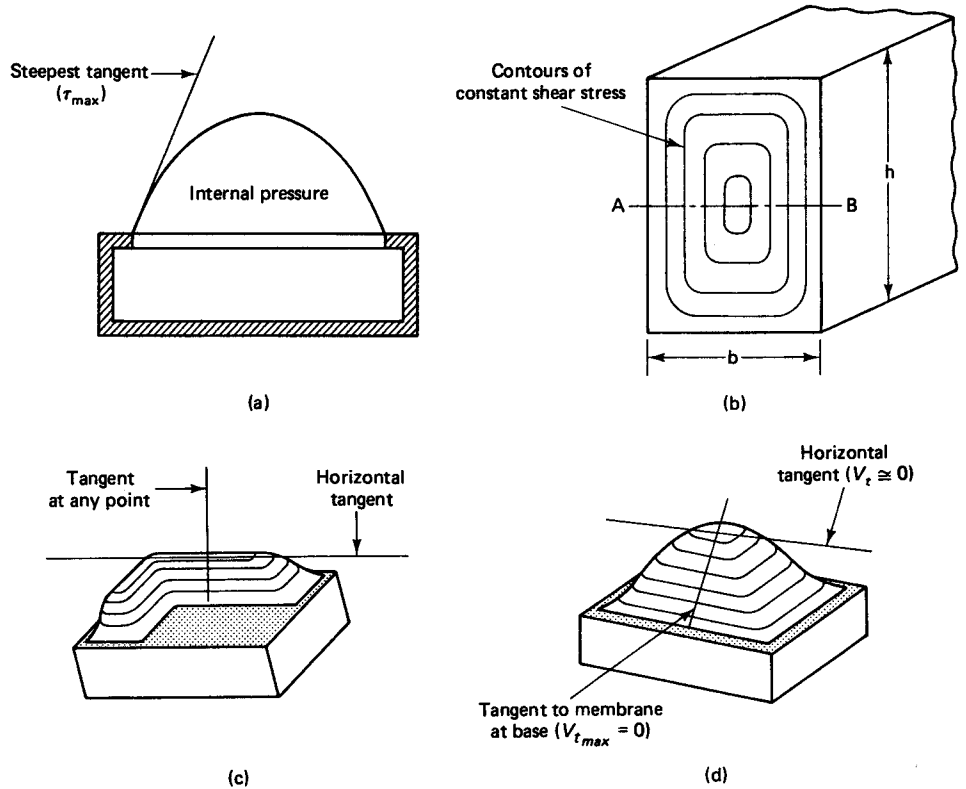 Steepest tangent
(τmax)
Internal pressure
(a)
Contours of
constant shear stress
A
B
h
b
(b)
Tangent
at any point
Horizontal
tangent
(c)
Horizontal
tangent (Vt ≅ 0)
Tangent to membrane
at base (Vtmax = 0)
(d)